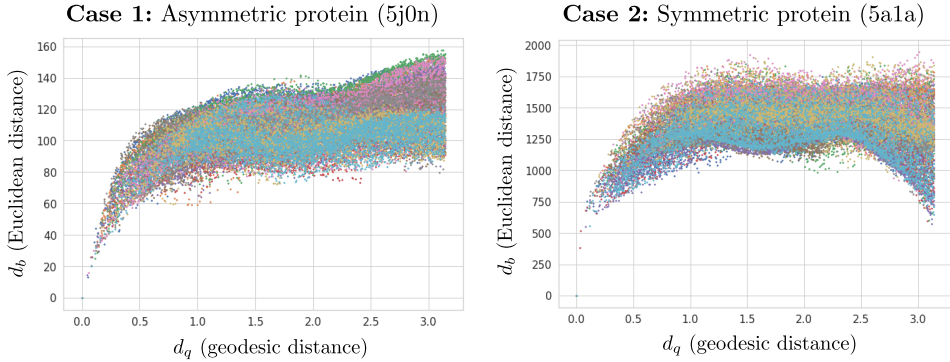 Case 1: Asymmetric protein (5j0n)
160
140
120
100
80
60
40
20
0
0.0 0.5 1.0 1.5 2.0 2.5 3.0
d_b (Euclidean distance)
d_q (geodesic distance)
Case 2: Symmetric protein (5a1a)
2000
1750
1500
1250
1000
750
500
250
0
0.0 0.5 1.0 1.5 2.0 2.5 3.0
d_b (Euclidean distance)
d_q (geodesic distance)